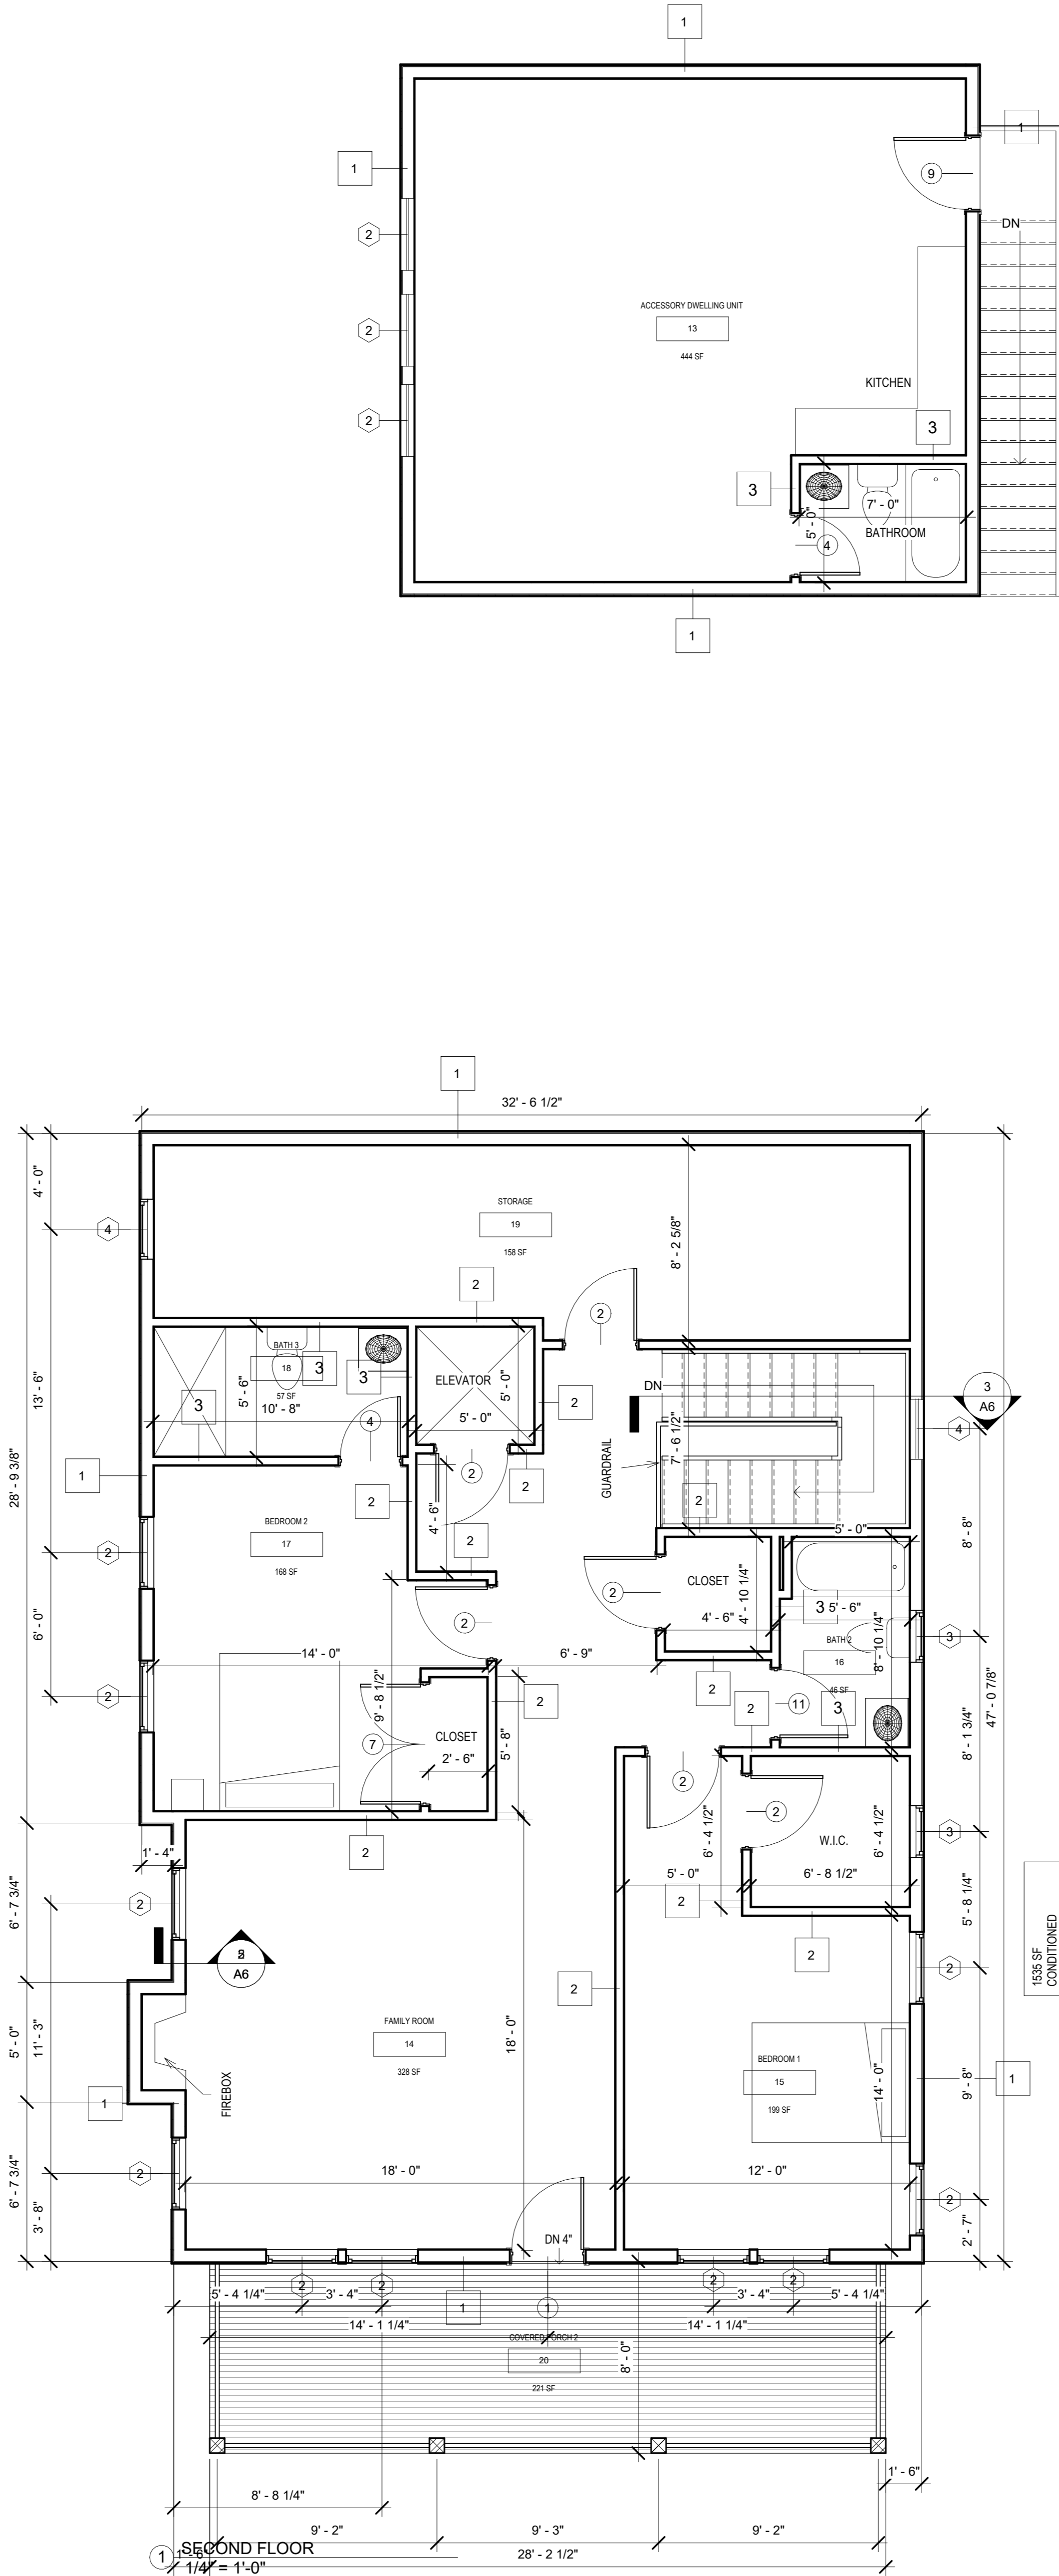 1
1
1
9
2
DN
ACCESSORY DWELLING UNIT
2
13
444 SF
KITCHEN
2
3
3
7' - 0"
5' - 0"
BATHROOM
4
1
1
32' - 6 1/2"
4' - 0"
STORAGE
4
19
8' - 2 5/8"
158 SF
2
2
BATH 3
18
3
3
57 SF
10' - 8"
5' - 6"
3
ELEVATOR
5' - 0"
5' - 0"
2
DN
3
A6
13' - 6"
4
4
7' - 6 1/2"
GUARDRAIL
28' - 9 3/8"
1
2
2
2
4' - 6"
2
BEDROOM 2
17
168 SF
2
2
5' - 0"
8' - 8"
CLOSET
4' - 10 1/4"
4' - 6"
2
2
3
5' - 6"
8' - 10 1/4"
BATH 2
16
46 SF
3
6' - 0"
14' - 0"
6' - 9"
2
2
9' - 8 1/2"
2
2
11
3
47' - 0 7/8"
7
CLOSET
2' - 6"
5' - 8"
8' - 1 3/4"
2
2
2
6' - 4 1/2"
W.I.C.
6' - 4 1/2"
3
1' - 4"
2
5' - 0"
6' - 8 1/2"
6' - 7 3/4"
2
2
2
5' - 8 1/4"
2
A6
2
2
1535 SF
CONDITIONED
5' - 0"
11' - 3"
FAMILY ROOM
14
328 SF
18' - 0"
BEDROOM 1
15
199 SF
14' - 0"
9' - 8"
1
FIREBOX
1
6' - 7 3/4"
3' - 8"
2
18' - 0"
12' - 0"
2
2' - 7"
DN 4"
2
2
2
2
5' - 4 1/4"
3' - 4"
1
1
3' - 4"
5' - 4 1/4"
14' - 1 1/4"
14' - 1 1/4"
COVERED PORCH 2
20
221 SF
8' - 0"
1' - 6"
8' - 8 1/4"
9' - 2"
9' - 3"
9' - 2"
1
SECOND FLOOR
1' - 6"
28' - 2 1/2"
1/4" = 1'-0"